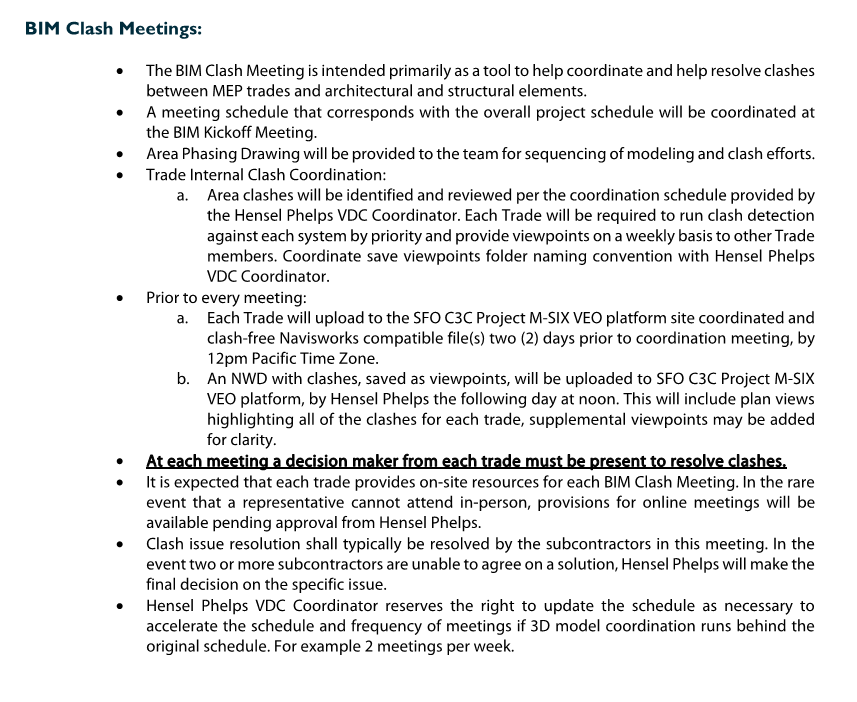 BIM Clash Meetings:
• The BIM Clash Meeting is intended primarily as a tool to help coordinate and help resolve clashes
between MEP trades and architectural and structural elements.
• A meeting schedule that corresponds with the overall project schedule will be coordinated at
the BIM Kickoff Meeting.
• Area Phasing Drawing will be provided to the team for sequencing of modeling and clash efforts.
• Trade Internal Clash Coordination:
a. Area clashes will be identified and reviewed per the coordination schedule provided by
the Hensel Phelps VDC Coordinator. Each Trade will be required to run clash detection
against each system by priority and provide viewpoints on a weekly basis to other Trade
members. Coordinate save viewpoints folder naming convention with Hensel Phelps
VDC Coordinator.
• Prior to every meeting:
a. Each Trade will upload to the SFO C3C Project M-SIX VEO platform site coordinated and
clash-free Navisworks compatible file(s) two (2) days prior to coordination meeting, by
12pm Pacific Time Zone.
b. An NWD with clashes, saved as viewpoints, will be uploaded to SFO C3C Project M-SIX
VEO platform, by Hensel Phelps the following day at noon. This will include plan views
highlighting all of the clashes for each trade, supplemental viewpoints may be added
for clarity.
• At each meeting a decision maker from each trade must be present to resolve clashes.
• It is expected that each trade provides on-site resources for each BIM Clash Meeting. In the rare
event that a representative cannot attend in-person, provisions for online meetings will be
available pending approval from Hensel Phelps.
• Clash issue resolution shall typically be resolved by the subcontractors in this meeting. In the
event two or more subcontractors are unable to agree on a solution, Hensel Phelps will make the
final decision on the specific issue.
• Hensel Phelps VDC Coordinator reserves the right to update the schedule as necessary to
accelerate the schedule and frequency of meetings if 3D model coordination runs behind the
original schedule. For example 2 meetings per week.